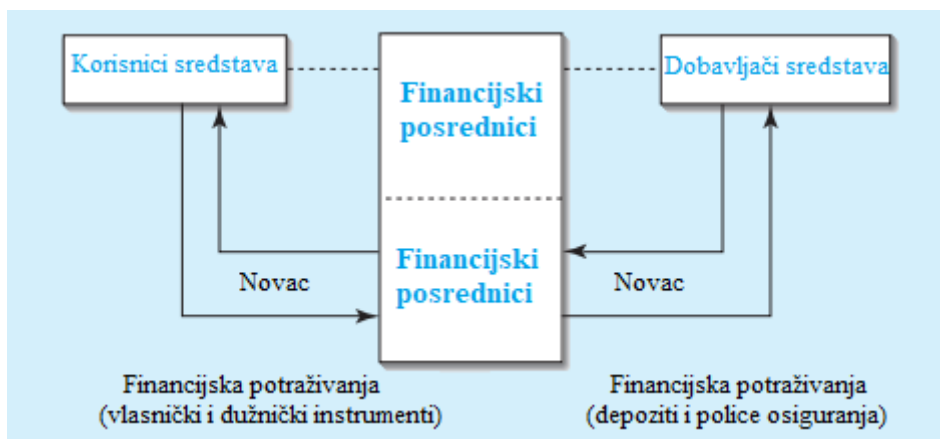 Korisnici sredstava
Financijski
posrednici
Dobavljači sredstava
Financijski
posrednici
Novac
Novac
Financijska potraživanja
(vlasnički i dužnički instrumenti)
Financijska potraživanja
(depoziti i police osiguranja)